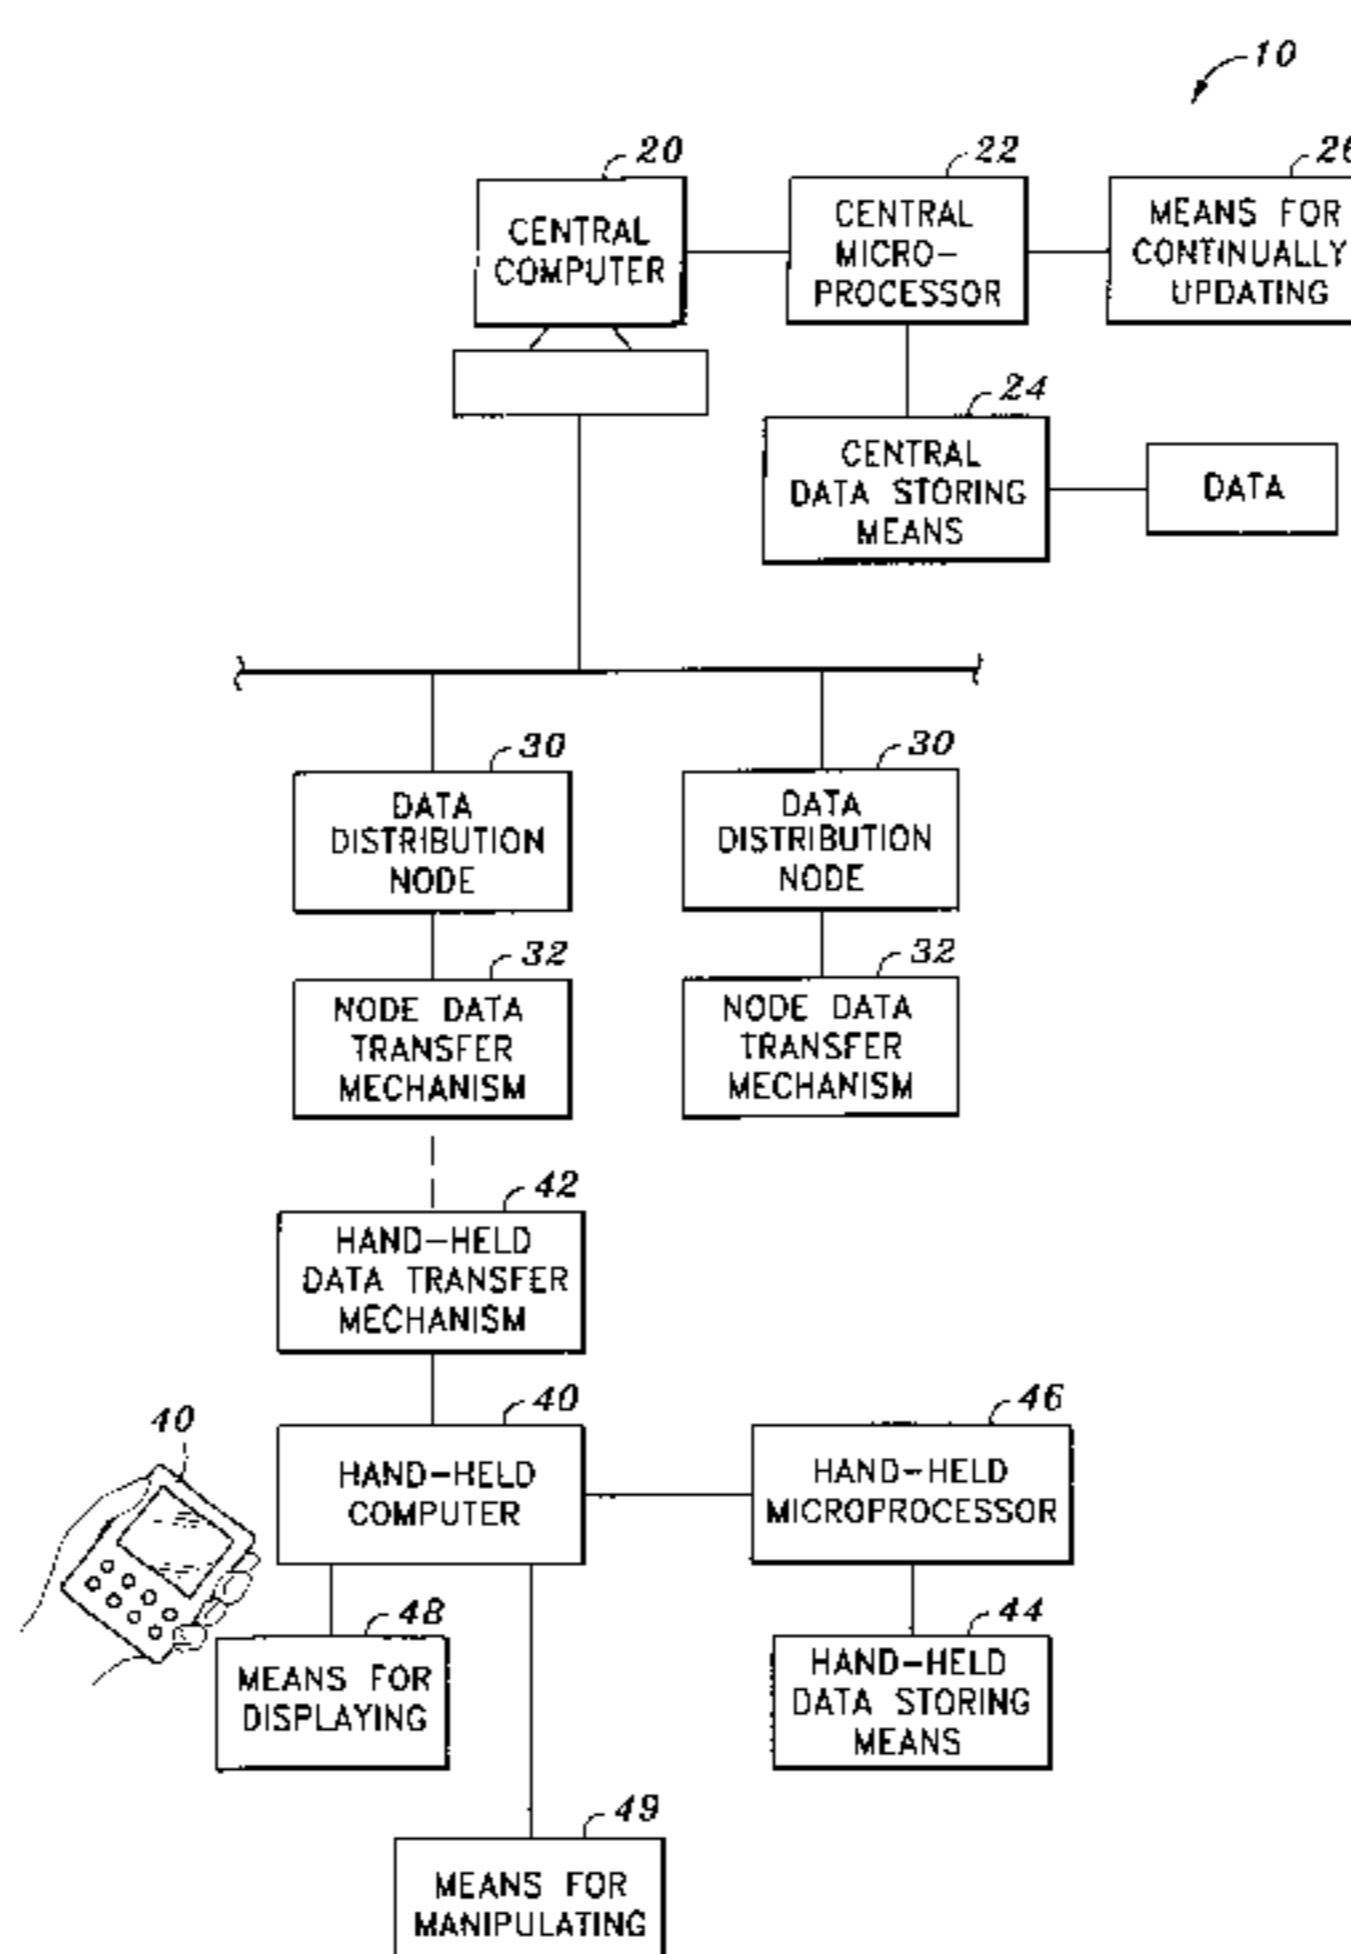 10
20
CENTRAL
COMPUTER
22
CENTRAL
MICRO-
PROCESSOR
26
MEANS FOR
CONTINUALLY
UPDATING
24
CENTRAL
DATA STORING
MEANS
DATA
30
DATA
DISTRIBUTION
NODE
30
DATA
DISTRIBUTION
NODE
32
NODE DATA
TRANSFER
MECHANISM
32
NODE DATA
TRANSFER
MECHANISM
42
HAND-HELD
DATA TRANSFER
MECHANISM
40
40
HAND-HELD
COMPUTER
46
HAND-HELD
MICROPROCESSOR
48
MEANS FOR
DISPLAYING
44
HAND-HELD
DATA STORING
MEANS
49
MEANS FOR
MANIPULATING